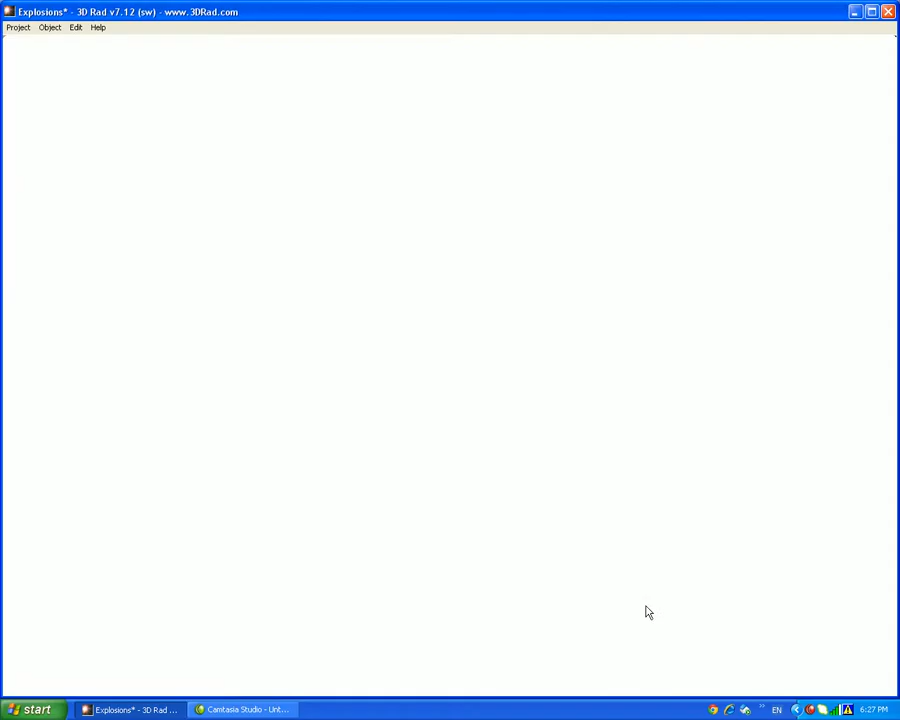 Explosions* - 3D Rad v7.12 (sw) - www.3DRad.com
Project Object Edit Help
start Explosions* - 3D Rad ... Camtasia Studio - Unt... EN 6:27 PM